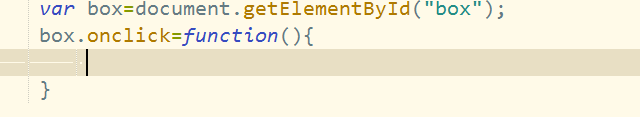 var box=document.getElementById("box");
box.onclick=function(){
}